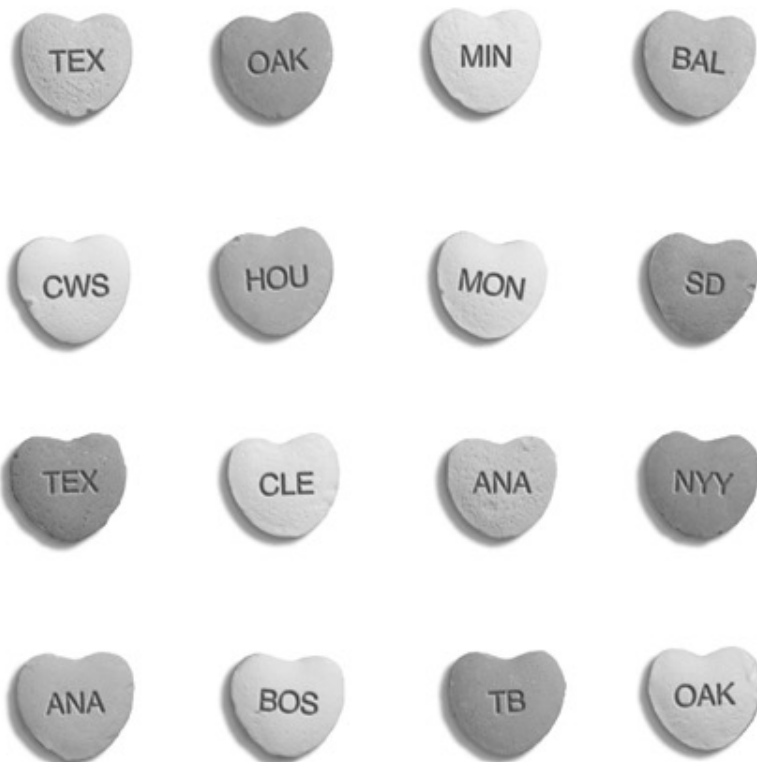 TEX OAK MIN BAL
CWS HOU MON SD
TEX CLE ANA NYY
ANA BOS TB OAK